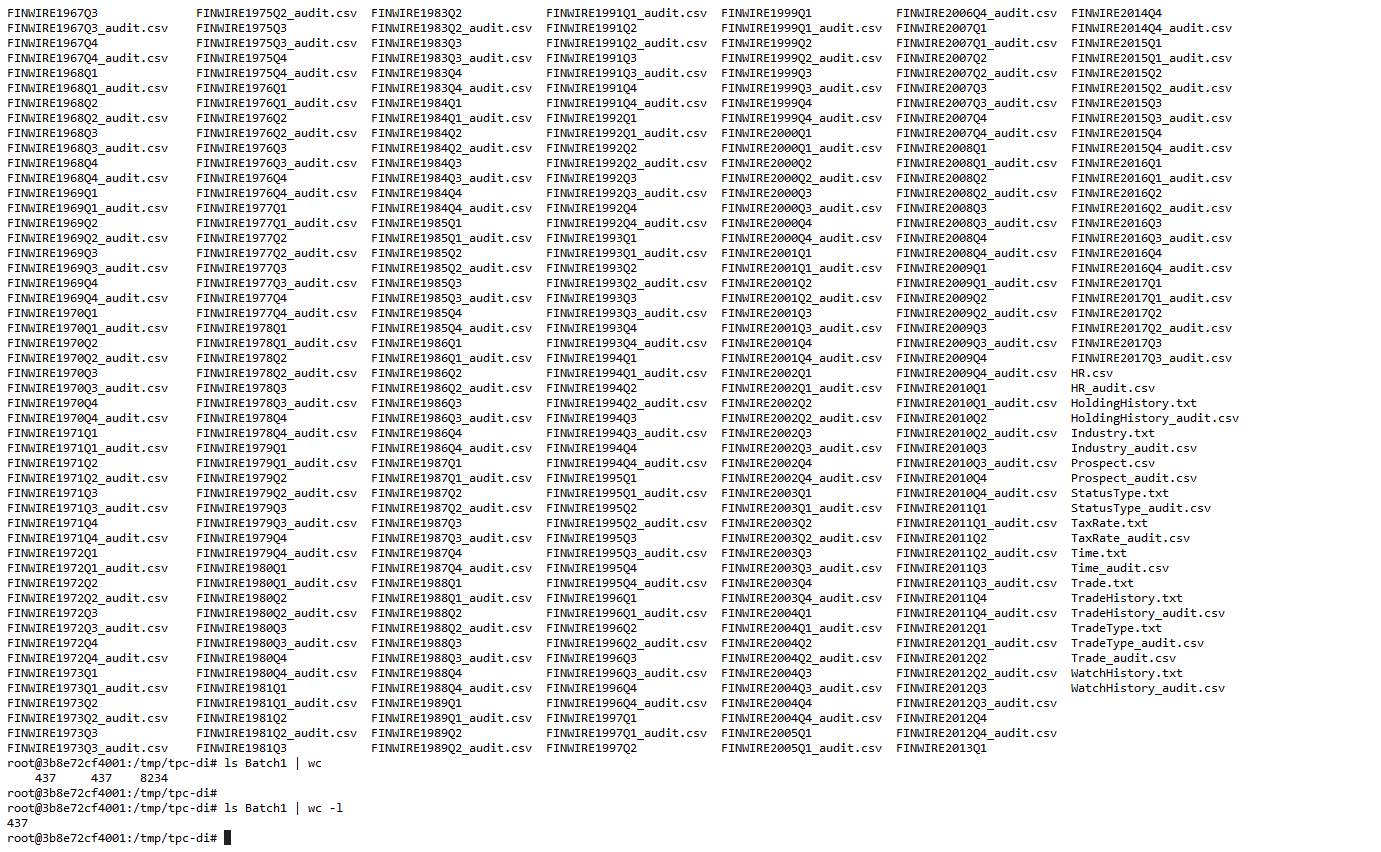 FINWIRE1967Q3 FINWIRE1975Q2_audit.csv FINWIRE1983Q2 FINWIRE1991Q1_audit.csv FINWIRE1999Q1 FINWIRE2006Q4_audit.csv FINWIRE2014Q4
FINWIRE1967Q3_audit.csv FINWIRE1975Q3 FINWIRE1983Q2_audit.csv FINWIRE1991Q2 FINWIRE1999Q1_audit.csv FINWIRE2007Q1 FINWIRE2014Q4_audit.csv
FINWIRE1967Q4 FINWIRE1975Q3_audit.csv FINWIRE1983Q3 FINWIRE1991Q2_audit.csv FINWIRE1999Q2 FINWIRE2007Q1_audit.csv FINWIRE2015Q1
FINWIRE1967Q4_audit.csv FINWIRE1975Q4 FINWIRE1983Q3_audit.csv FINWIRE1991Q3 FINWIRE1999Q2_audit.csv FINWIRE2007Q2 FINWIRE2015Q1_audit.csv
FINWIRE1968Q1 FINWIRE1975Q4_audit.csv FINWIRE1983Q4 FINWIRE1991Q3_audit.csv FINWIRE1999Q3 FINWIRE2007Q2_audit.csv FINWIRE2015Q2
FINWIRE1968Q1_audit.csv FINWIRE1976Q1 FINWIRE1983Q4_audit.csv FINWIRE1991Q4 FINWIRE1999Q3_audit.csv FINWIRE2007Q3 FINWIRE2015Q2_audit.csv
FINWIRE1968Q2 FINWIRE1976Q1_audit.csv FINWIRE1984Q1 FINWIRE1991Q4_audit.csv FINWIRE1999Q4 FINWIRE2007Q3_audit.csv FINWIRE2015Q3
FINWIRE1968Q2_audit.csv FINWIRE1976Q2 FINWIRE1984Q1_audit.csv FINWIRE1992Q1 FINWIRE1999Q4_audit.csv FINWIRE2007Q4 FINWIRE2015Q3_audit.csv
FINWIRE1968Q3 FINWIRE1976Q2_audit.csv FINWIRE1984Q2 FINWIRE1992Q1_audit.csv FINWIRE2000Q1 FINWIRE2007Q4_audit.csv FINWIRE2015Q4
FINWIRE1968Q3_audit.csv FINWIRE1976Q3 FINWIRE1984Q2_audit.csv FINWIRE1992Q2 FINWIRE2000Q1_audit.csv FINWIRE2008Q1 FINWIRE2015Q4_audit.csv
FINWIRE1968Q4 FINWIRE1976Q3_audit.csv FINWIRE1984Q3 FINWIRE1992Q2_audit.csv FINWIRE2000Q2 FINWIRE2008Q1_audit.csv FINWIRE2016Q1
FINWIRE1968Q4_audit.csv FINWIRE1976Q4 FINWIRE1984Q3_audit.csv FINWIRE1992Q3 FINWIRE2000Q2_audit.csv FINWIRE2008Q2 FINWIRE2016Q1_audit.csv
FINWIRE1969Q1 FINWIRE1976Q4_audit.csv FINWIRE1984Q4 FINWIRE1992Q3_audit.csv FINWIRE2000Q3 FINWIRE2008Q2_audit.csv FINWIRE2016Q2
FINWIRE1969Q1_audit.csv FINWIRE1977Q1 FINWIRE1984Q4_audit.csv FINWIRE1992Q4 FINWIRE2000Q3_audit.csv FINWIRE2008Q3 FINWIRE2016Q2_audit.csv
FINWIRE1969Q2 FINWIRE1977Q1_audit.csv FINWIRE1985Q1 FINWIRE1992Q4_audit.csv FINWIRE2000Q4 FINWIRE2008Q3_audit.csv FINWIRE2016Q3
FINWIRE1969Q2_audit.csv FINWIRE1977Q2 FINWIRE1985Q1_audit.csv FINWIRE1993Q1 FINWIRE2000Q4_audit.csv FINWIRE2008Q4 FINWIRE2016Q3_audit.csv
FINWIRE1969Q3 FINWIRE1977Q2_audit.csv FINWIRE1985Q2 FINWIRE1993Q1_audit.csv FINWIRE2001Q1 FINWIRE2008Q4_audit.csv FINWIRE2016Q4
FINWIRE1969Q3_audit.csv FINWIRE1977Q3 FINWIRE1985Q2_audit.csv FINWIRE1993Q2 FINWIRE2001Q1_audit.csv FINWIRE2009Q1 FINWIRE2016Q4_audit.csv
FINWIRE1969Q4 FINWIRE1977Q3_audit.csv FINWIRE1985Q3 FINWIRE1993Q2_audit.csv FINWIRE2001Q2 FINWIRE2009Q1_audit.csv FINWIRE2017Q1
FINWIRE1969Q4_audit.csv FINWIRE1977Q4 FINWIRE1985Q3_audit.csv FINWIRE1993Q3 FINWIRE2001Q2_audit.csv FINWIRE2009Q2 FINWIRE2017Q1_audit.csv
FINWIRE1970Q1 FINWIRE1977Q4_audit.csv FINWIRE1985Q4 FINWIRE1993Q3_audit.csv FINWIRE2001Q3 FINWIRE2009Q2_audit.csv FINWIRE2017Q2
FINWIRE1970Q1_audit.csv FINWIRE1978Q1 FINWIRE1985Q4_audit.csv FINWIRE1993Q4 FINWIRE2001Q3_audit.csv FINWIRE2009Q3 FINWIRE2017Q2_audit.csv
FINWIRE1970Q2 FINWIRE1978Q1_audit.csv FINWIRE1986Q1 FINWIRE1993Q4_audit.csv FINWIRE2001Q4 FINWIRE2009Q3_audit.csv FINWIRE2017Q3
FINWIRE1970Q2_audit.csv FINWIRE1978Q2 FINWIRE1986Q1_audit.csv FINWIRE1994Q1 FINWIRE2001Q4_audit.csv FINWIRE2009Q4 FINWIRE2017Q3_audit.csv
FINWIRE1970Q3 FINWIRE1978Q2_audit.csv FINWIRE1986Q2 FINWIRE1994Q1_audit.csv FINWIRE2002Q1 FINWIRE2009Q4_audit.csv HR.csv
FINWIRE1970Q3_audit.csv FINWIRE1978Q3 FINWIRE1986Q2_audit.csv FINWIRE1994Q2 FINWIRE2002Q1_audit.csv FINWIRE2010Q1 HR_audit.csv
FINWIRE1970Q4 FINWIRE1978Q3_audit.csv FINWIRE1986Q3 FINWIRE1994Q2_audit.csv FINWIRE2002Q2 FINWIRE2010Q1_audit.csv HoldingHistory.txt
FINWIRE1970Q4_audit.csv FINWIRE1978Q4 FINWIRE1986Q3_audit.csv FINWIRE1994Q3 FINWIRE2002Q2_audit.csv FINWIRE2010Q2 HoldingHistory_audit.csv
FINWIRE1971Q1 FINWIRE1978Q4_audit.csv FINWIRE1986Q4 FINWIRE1994Q3_audit.csv FINWIRE2002Q3 FINWIRE2010Q2_audit.csv Industry.txt
FINWIRE1971Q1_audit.csv FINWIRE1979Q1 FINWIRE1986Q4_audit.csv FINWIRE1994Q4 FINWIRE2002Q3_audit.csv FINWIRE2010Q3 Industry_audit.csv
FINWIRE1971Q2 FINWIRE1979Q1_audit.csv FINWIRE1987Q1 FINWIRE1994Q4_audit.csv FINWIRE2002Q4 FINWIRE2010Q3_audit.csv Prospect.csv
FINWIRE1971Q2_audit.csv FINWIRE1979Q2 FINWIRE1987Q1_audit.csv FINWIRE1995Q1 FINWIRE2002Q4_audit.csv FINWIRE2010Q4 Prospect_audit.csv
FINWIRE1971Q3 FINWIRE1979Q2_audit.csv FINWIRE1987Q2 FINWIRE1995Q1_audit.csv FINWIRE2003Q1 FINWIRE2010Q4_audit.csv StatusType.txt
FINWIRE1971Q3_audit.csv FINWIRE1979Q3 FINWIRE1987Q2_audit.csv FINWIRE1995Q2 FINWIRE2003Q1_audit.csv FINWIRE2011Q1 StatusType_audit.csv
FINWIRE1971Q4 FINWIRE1979Q3_audit.csv FINWIRE1987Q3 FINWIRE1995Q2_audit.csv FINWIRE2003Q2 FINWIRE2011Q1_audit.csv TaxRate.txt
FINWIRE1971Q4_audit.csv FINWIRE1979Q4 FINWIRE1987Q3_audit.csv FINWIRE1995Q3 FINWIRE2003Q2_audit.csv FINWIRE2011Q2 TaxRate_audit.csv
FINWIRE1972Q1 FINWIRE1979Q4_audit.csv FINWIRE1987Q4 FINWIRE1995Q3_audit.csv FINWIRE2003Q3 FINWIRE2011Q2_audit.csv Time.txt
FINWIRE1972Q1_audit.csv FINWIRE1980Q1 FINWIRE1987Q4_audit.csv FINWIRE1995Q4 FINWIRE2003Q3_audit.csv FINWIRE2011Q3 Time_audit.csv
FINWIRE1972Q2 FINWIRE1980Q1_audit.csv FINWIRE1988Q1 FINWIRE1995Q4_audit.csv FINWIRE2003Q4 FINWIRE2011Q3_audit.csv Trade.txt
FINWIRE1972Q2_audit.csv FINWIRE1980Q2 FINWIRE1988Q1_audit.csv FINWIRE1996Q1 FINWIRE2003Q4_audit.csv FINWIRE2011Q4 TradeHistory.txt
FINWIRE1972Q3 FINWIRE1980Q2_audit.csv FINWIRE1988Q2 FINWIRE1996Q1_audit.csv FINWIRE2004Q1 FINWIRE2011Q4_audit.csv TradeHistory_audit.csv
FINWIRE1972Q3_audit.csv FINWIRE1980Q3 FINWIRE1988Q2_audit.csv FINWIRE1996Q2 FINWIRE2004Q1_audit.csv FINWIRE2012Q1 TradeType.txt
FINWIRE1972Q4 FINWIRE1980Q3_audit.csv FINWIRE1988Q3 FINWIRE1996Q2_audit.csv FINWIRE2004Q2 FINWIRE2012Q1_audit.csv TradeType_audit.csv
FINWIRE1972Q4_audit.csv FINWIRE1980Q4 FINWIRE1988Q3_audit.csv FINWIRE1996Q3 FINWIRE2004Q2_audit.csv FINWIRE2012Q2 Trade_audit.csv
FINWIRE1973Q1 FINWIRE1980Q4_audit.csv FINWIRE1988Q4 FINWIRE1996Q3_audit.csv FINWIRE2004Q3 FINWIRE2012Q2_audit.csv WatchHistory.txt
FINWIRE1973Q1_audit.csv FINWIRE1981Q1 FINWIRE1988Q4_audit.csv FINWIRE1996Q4 FINWIRE2004Q3_audit.csv FINWIRE2012Q3 WatchHistory_audit.csv
FINWIRE1973Q2 FINWIRE1981Q1_audit.csv FINWIRE1989Q1 FINWIRE1996Q4_audit.csv FINWIRE2004Q4 FINWIRE2012Q3_audit.csv
FINWIRE1973Q2_audit.csv FINWIRE1981Q2 FINWIRE1989Q1_audit.csv FINWIRE1997Q1 FINWIRE2004Q4_audit.csv FINWIRE2012Q4
FINWIRE1973Q3 FINWIRE1981Q2_audit.csv FINWIRE1989Q2 FINWIRE1997Q1_audit.csv FINWIRE2005Q1 FINWIRE2012Q4_audit.csv
FINWIRE1973Q3_audit.csv FINWIRE1981Q3 FINWIRE1989Q2_audit.csv FINWIRE1997Q2 FINWIRE2005Q1_audit.csv FINWIRE2013Q1
root@3b8e72cf4001:/tmp/tpc-di# ls Batch1 | wc
437 437 8234
root@3b8e72cf4001:/tmp/tpc-di#
root@3b8e72cf4001:/tmp/tpc-di# ls Batch1 | wc -l
437
root@3b8e72cf4001:/tmp/tpc-di#